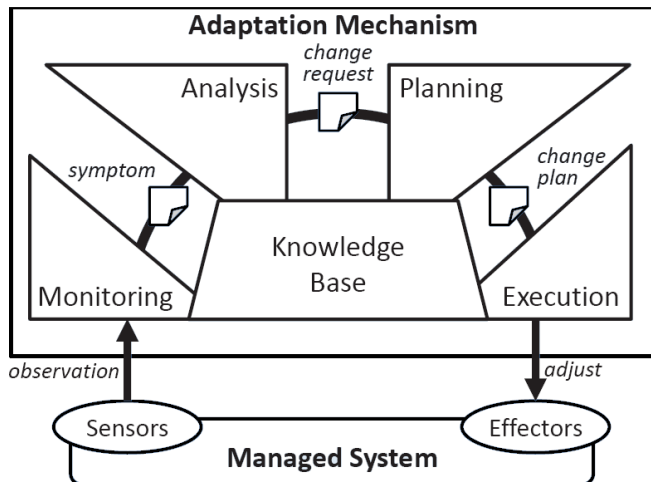 Adaptation Mechanism
change
request
Analysis
Planning
symptom
change
plan
Knowledge
Base
Monitoring
Execution
observation
adjust
Sensors
Effectors
Managed System